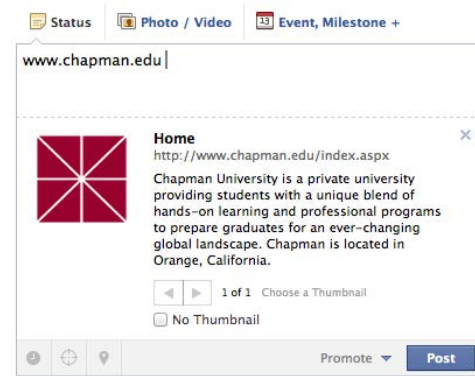 Status Photo / Video 13 Event, Milestone +
www.chapman.edu
Home
http://www.chapman.edu/index.aspx
Chapman University is a private university
providing students with a unique blend of
hands-on learning and professional programs
to prepare graduates for an ever-changing
global landscape. Chapman is located in
Orange, California.
1 of 1 Choose a Thumbnail
No Thumbnail
Promote Post